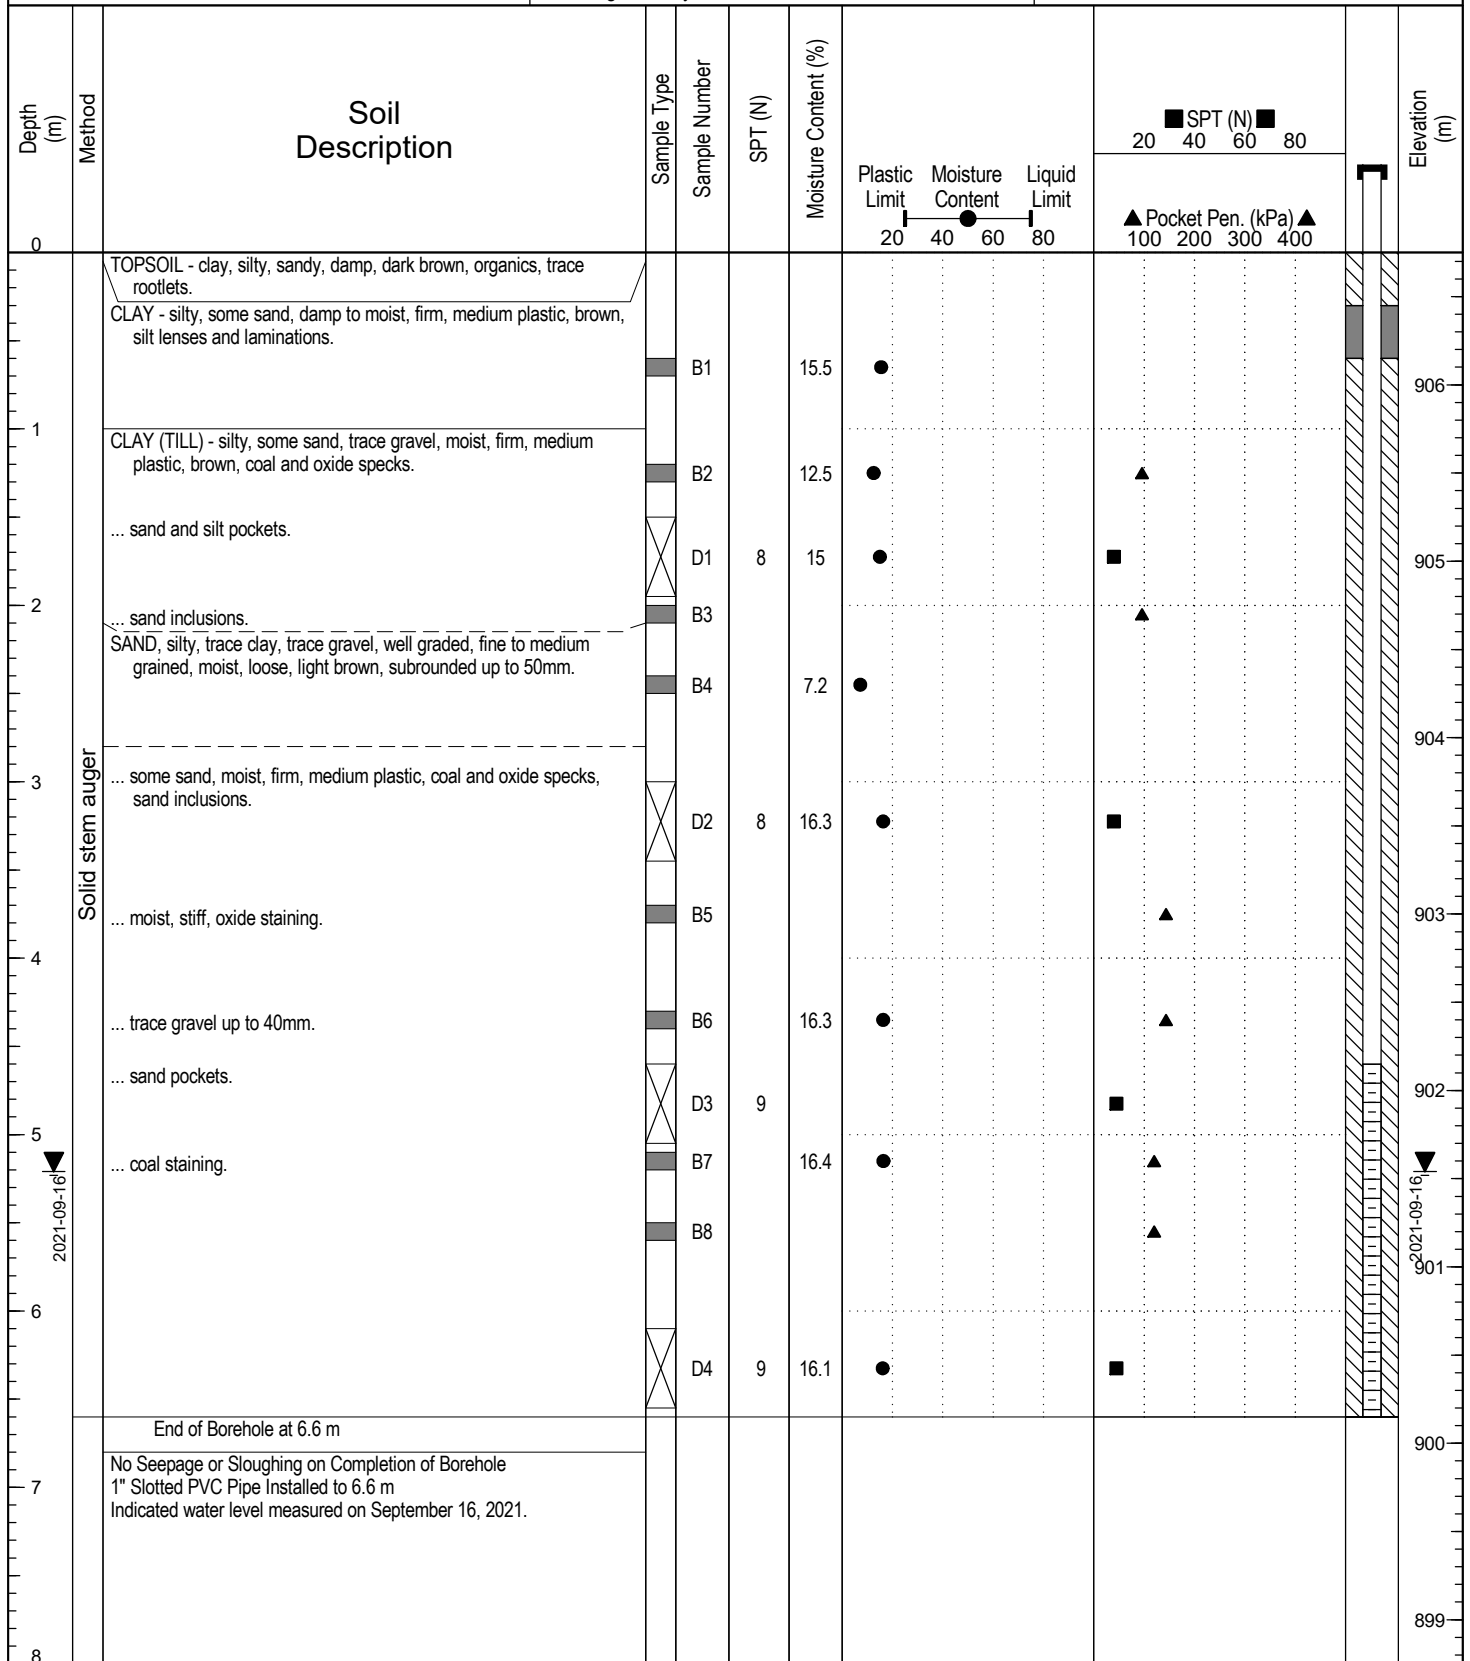 Depth
(m)
Method
Soil
Description
Sample Type
Sample Number
SPT (N)
Moisture Content (%)
Plastic Limit
Moisture Content
Liquid Limit
20 40 60 80
■ SPT (N) ■
20 40 60 80
▲ Pocket Pen. (kPa) ▲
100 200 300 400
Elevation
(m)
0
TOPSOIL - clay, silty, sandy, damp, dark brown, organics, trace
rootlets.
CLAY - silty, some sand, damp to moist, firm, medium plastic, brown,
silt lenses and laminations.
B1 15.5
906
1
CLAY (TILL) - silty, some sand, trace gravel, moist, firm, medium
plastic, brown, coal and oxide specks.
B2 12.5
... sand and silt pockets.
D1 8 15
905
2
... sand inclusions.
B3
SAND, silty, trace clay, trace gravel, well graded, fine to medium
grained, moist, loose, light brown, subrounded up to 50mm.
B4 7.2
904
Solid stem auger
3
... some sand, moist, firm, medium plastic, coal and oxide specks,
sand inclusions.
D2 8 16.3
... moist, stiff, oxide staining.
B5
903
4
... trace gravel up to 40mm.
B6 16.3
... sand pockets.
D3 9
902
5
... coal staining.
B7 16.4
2021-09-16
2021-09-16
B8
901
6
D4 9 16.1
End of Borehole at 6.6 m
900
No Seepage or Sloughing on Completion of Borehole
7
1" Slotted PVC Pipe Installed to 6.6 m
Indicated water level measured on September 16, 2021.
899
8